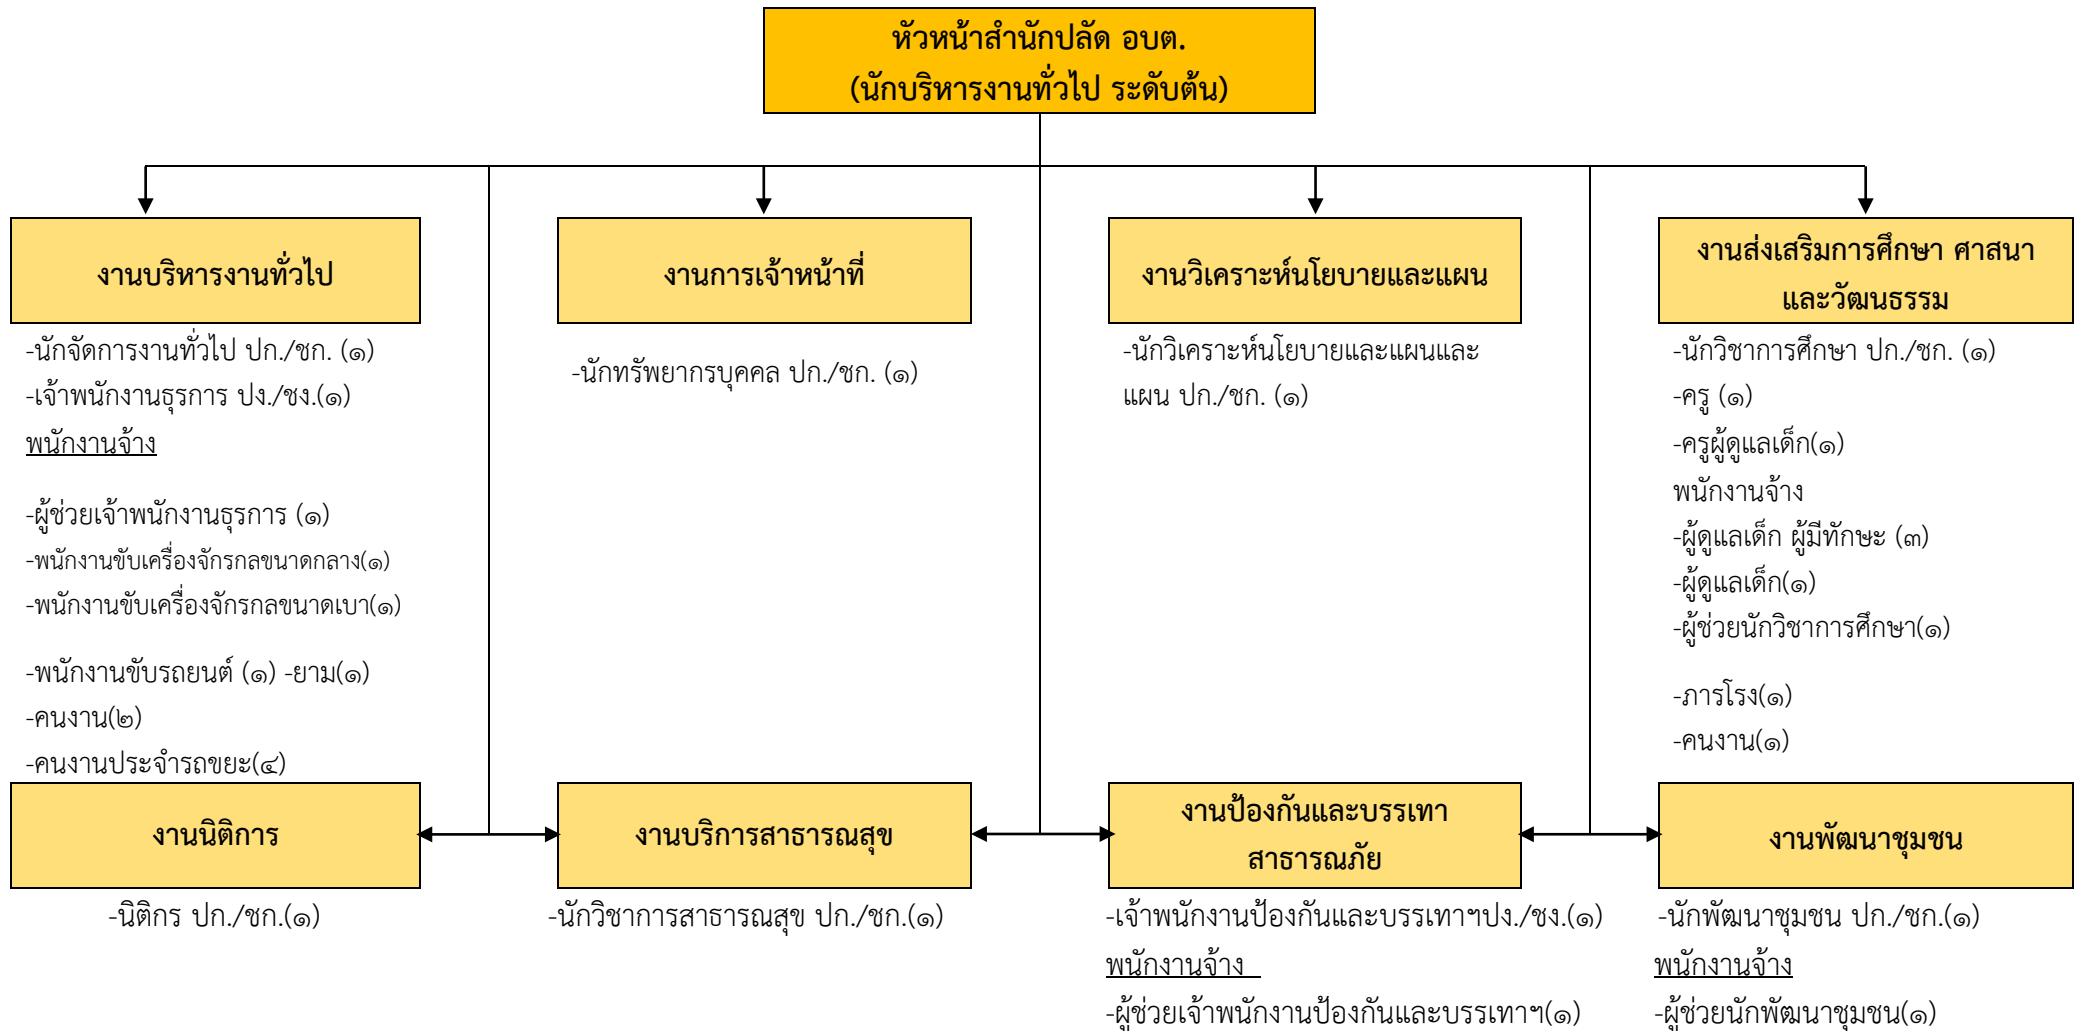 หัวหน้าสำนักปลัด อบต.
(นักบริหารงานทั่วไป ระดับต้น)
งานบริหารงานทั่วไป
-นักจัดการงานทั่วไป ปก./ชก. (๑)
-เจ้าพนักงานธุรการ ปง./ชง.(๑)
พนักงานจ้าง
-ผู้ช่วยเจ้าพนักงานธุรการ (๑)
-พนักงานขับเครื่องจักรกลขนาดกลาง(๑)
-พนักงานขับเครื่องจักรกลขนาดเบา(๑)
-พนักงานขับรถยนต์ (๑) -ยาม(๑)
-คนงาน(๒)
-คนงานประจำรถขยะ(๔)
งานการเจ้าหน้าที่
-นักทรัพยากรบุคคล ปก./ชก. (๑)
งานวิเคราะห์นโยบายและแผน
-นักวิเคราะห์นโยบายและแผนและ
แผน ปก./ชก. (๑)
งานส่งเสริมการศึกษา ศาสนา
และวัฒนธรรม
-นักวิชาการศึกษา ปก./ชก. (๑)
-ครู (๑)
-ครูผู้ดูแลเด็ก(๑)
พนักงานจ้าง
-ผู้ดูแลเด็ก ผู้มีทักษะ (๓)
-ผู้ดูแลเด็ก(๑)
-ผู้ช่วยนักวิชาการศึกษา(๑)
-ภารโรง(๑)
-คนงาน(๑)
งานนิติการ
-นิติกร ปก./ชก.(๑)
งานบริการสาธารณสุข
-นักวิชาการสาธารณสุข ปก./ชก.(๑)
งานป้องกันและบรรเทา
สาธารณภัย
-เจ้าพนักงานป้องกันและบรรเทาฯปง./ชง.(๑)
พนักงานจ้าง
-ผู้ช่วยเจ้าพนักงานป้องกันและบรรเทาฯ(๑)
งานพัฒนาชุมชน
-นักพัฒนาชุมชน ปก./ชก.(๑)
พนักงานจ้าง
-ผู้ช่วยนักพัฒนาชุมชน(๑)